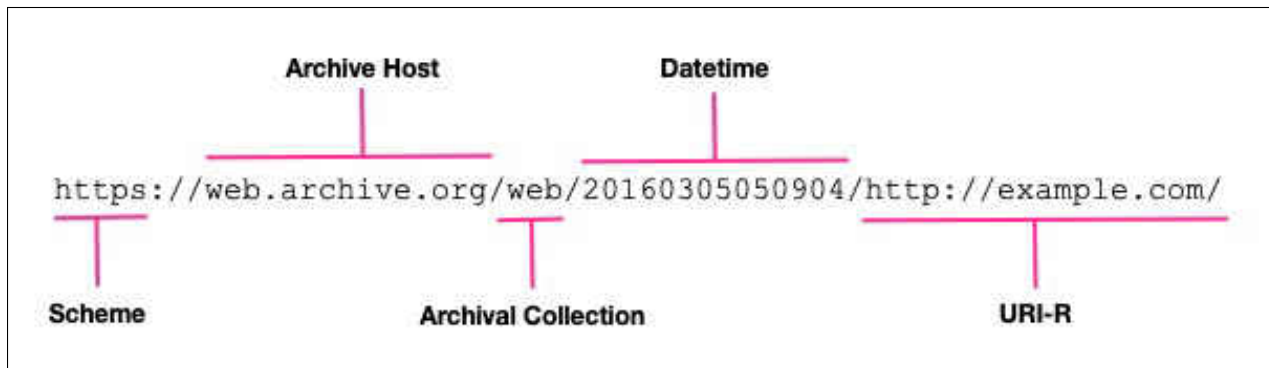 Archive Host Datetime
https://web.archive.org/web/20160305050904/http://example.com/
Scheme Archival Collection URI-R